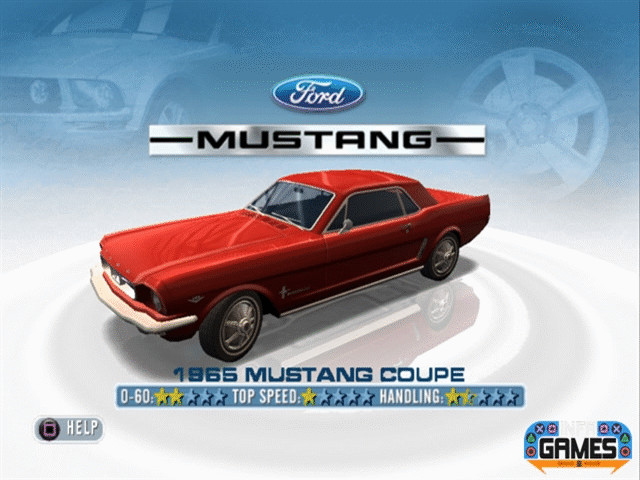 Ford
MUSTANG
1965 MUSTANG COUPE
0-60: TOP SPEED: HANDLING:
HELP
GAMES